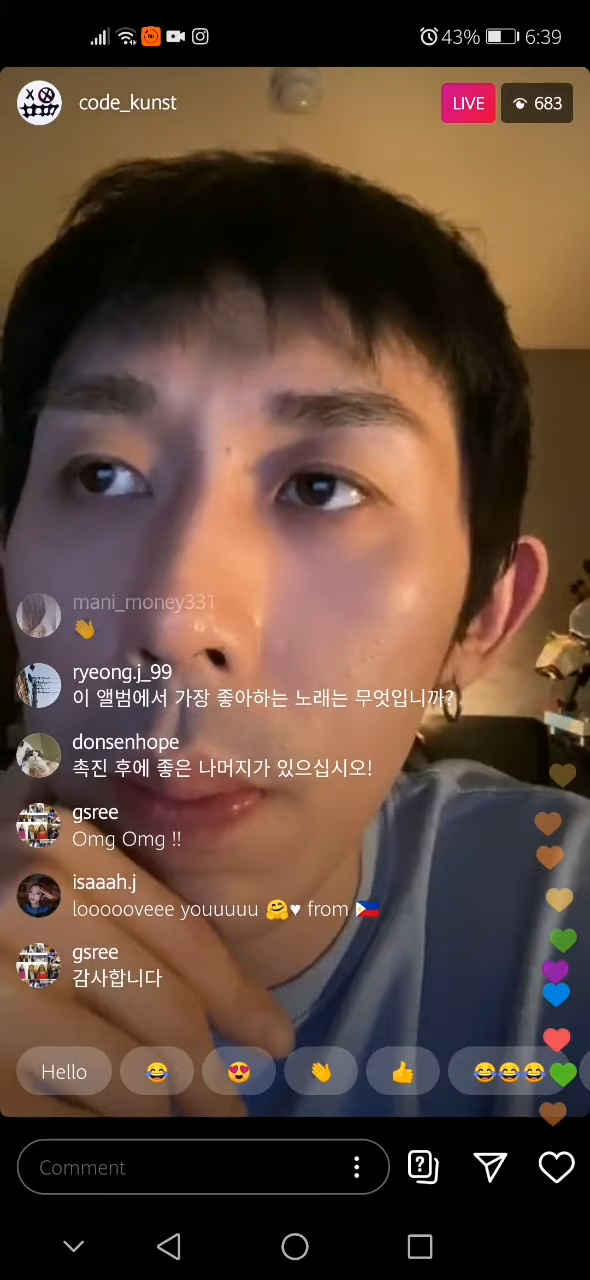 43% 6:39
code_kunst
LIVE 683
mani_money331
👋
ryeong.j_99
이 앨범에서 가장 좋아하는 노래는 무엇입니까?
donsenhope
촉진 후에 좋은 나머지가 있으십시오!
gsree
Omg Omg !!
isaaah.j
loooooveee youuuuu 🤗♥ from 🇵🇭
gsree
감사합니다
Hello 😂 😍 👋 👍 😂😂😂
Comment